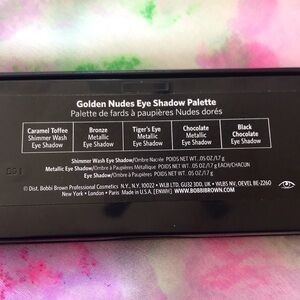 Golden Nudes Eye Shadow Palette
Palette de fards à paupières Nudes dorés
Caramel Toffee
Shimmer Wash
Eye Shadow
Bronze
Metallic
Eye Shadow
Tiger's Eye
Metallic
Eye Shadow
Chocolate
Metallic
Eye Shadow
Black
Chocolate
Eye Shadow
Shimmer Wash Eye Shadow/Ombre Nacrée POIDS NET WT. .05 OZ/1.7 g
Metallic Eye Shadow/Ombre à Paupières Métallique POIDS NET WT. .05 OZ/1.7 g EACH/CHACUN
Eye Shadow/Ombre à Paupières POIDS NET WT. .05 OZ/1.7 g
© Dist. Bobbi Brown Professional Cosmetics N.Y., N.Y. 10022 • WLB LTD, GU32 300, UK • WLBS NV, OEVEL BE-2260
New York • London • Paris Made in U.S.A. [ENWH] WWW.BOBBIBROWN.COM